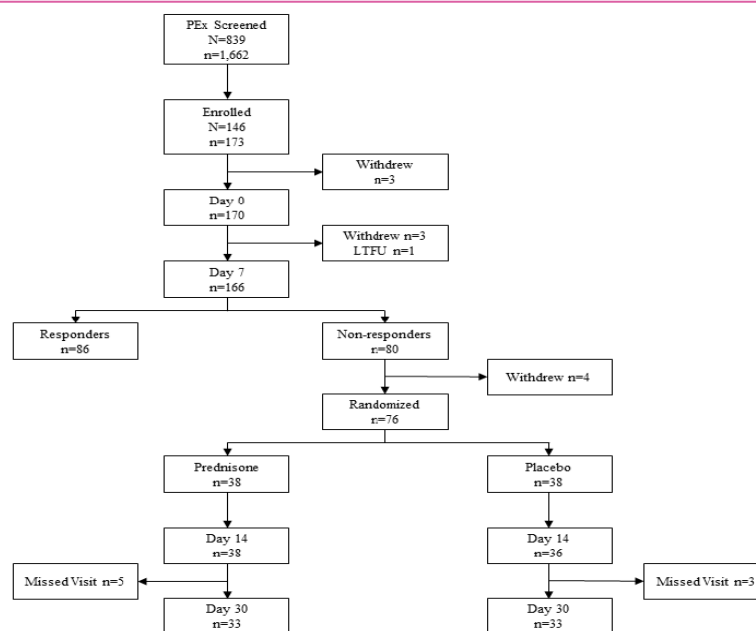 PEx Screened
N=839
n=1,662
Enrolled
N=146
n=173
Withdrew
n=3
Day 0
n=170
Withdrew n=3
LTFU n=1
Day 7
n=166
Responders
n=86
Non-responders
n=80
Withdrew n=4
Randomized
n=76
Prednisone
n=38
Placebo
n=38
Day 14
n=38
Day 14
n=36
Missed Visit n=5
Missed Visit n=3
Day 30
n=33
Day 30
n=33